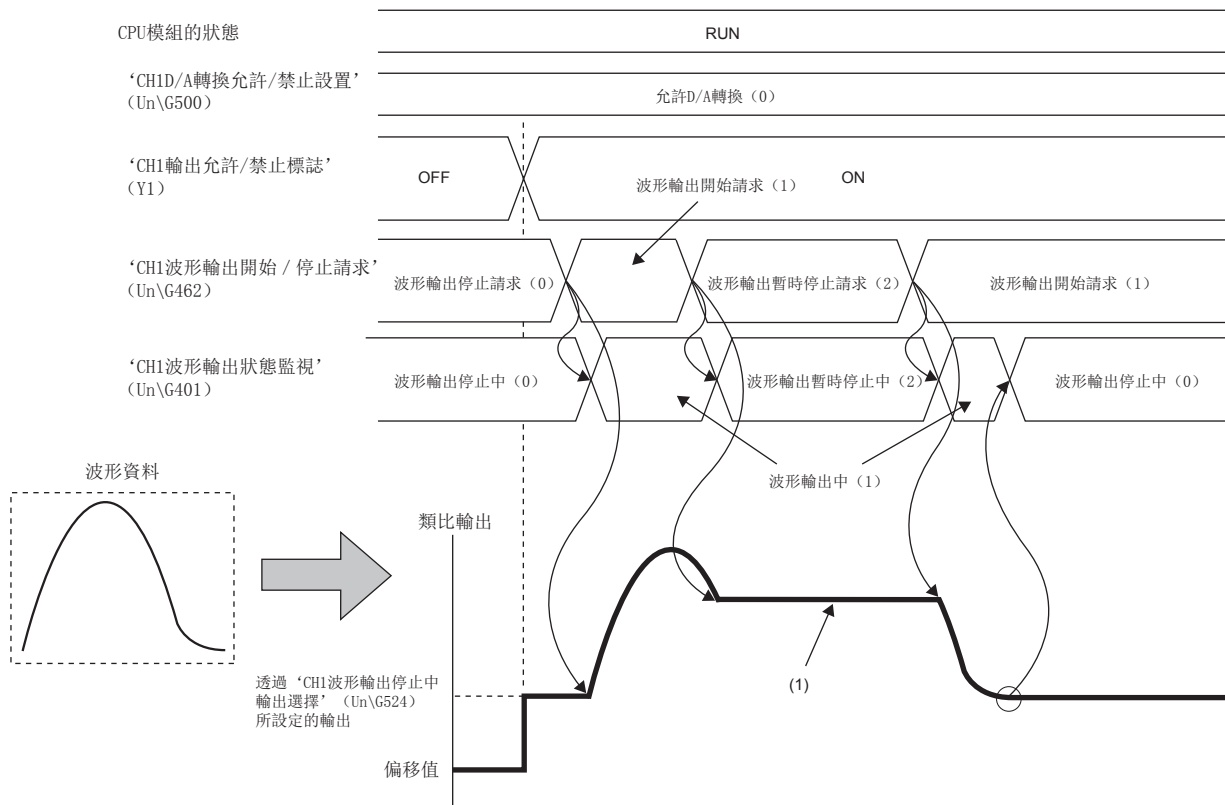 CPU模組的狀態
RUN
‘CH1D/A轉換允許/禁止設置’
(Un\G500)
允許D/A轉換(0)
‘CH1輸出允許/禁止標誌’
(Y1)
OFF
波形輸出開始請求(1)
ON
‘CH1波形輸出開始／停止請求’
(Un\G462)
波形輸出停止請求(0)
波形輸出暫時停止請求(2)
波形輸出開始請求(1)
‘CH1波形輸出狀態監視’
(Un\G401)
波形輸出停止中(0)
波形輸出暫時停止中(2)
波形輸出停止中(0)
波形資料
波形輸出中(1)
類比輸出
透過‘CH1波形輸出停止中
輸出選擇’(Un\G524)
所設定的輸出
(1)
偏移值